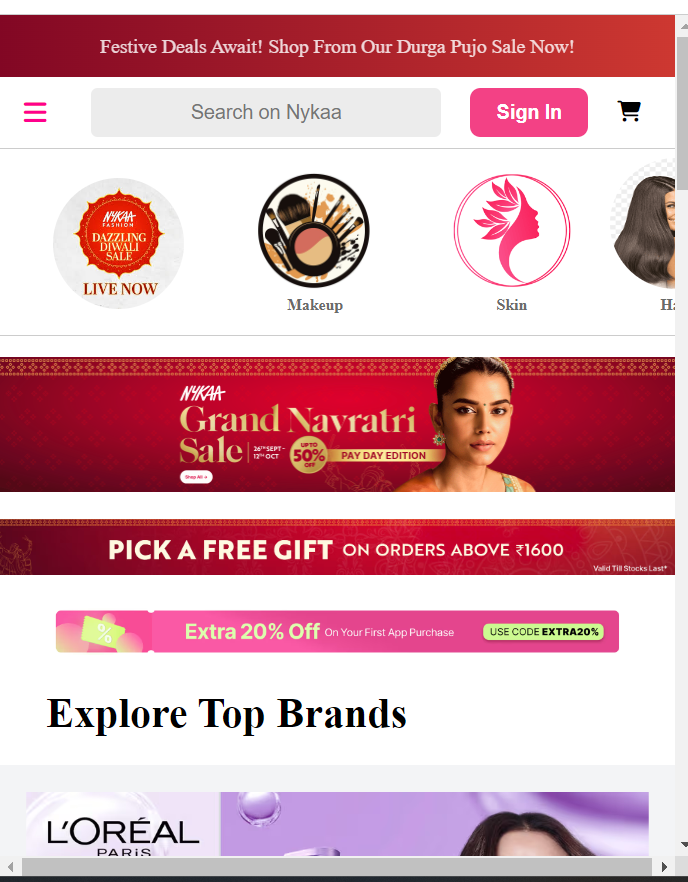 Festive Deals Await! Shop From Our Durga Pujo Sale Now!
Search on Nykaa
Sign In
NYKAA
FASHION
DAZZLING
DIWALI
SALE
LIVE NOW
Makeup
Skin
Ha
NYKAA
Grand Navratri
Sale
26TH SEPT -
12TH OCT
UP TO
50%
OFF
PAY DAY EDITION
Shop All
PICK A FREE GIFT ON ORDERS ABOVE ₹1600
Valid Till Stocks Last*
%
Extra 20% Off On Your First App Purchase
USE CODE EXTRA20%
Explore Top Brands
L'ORÉAL
PARIS